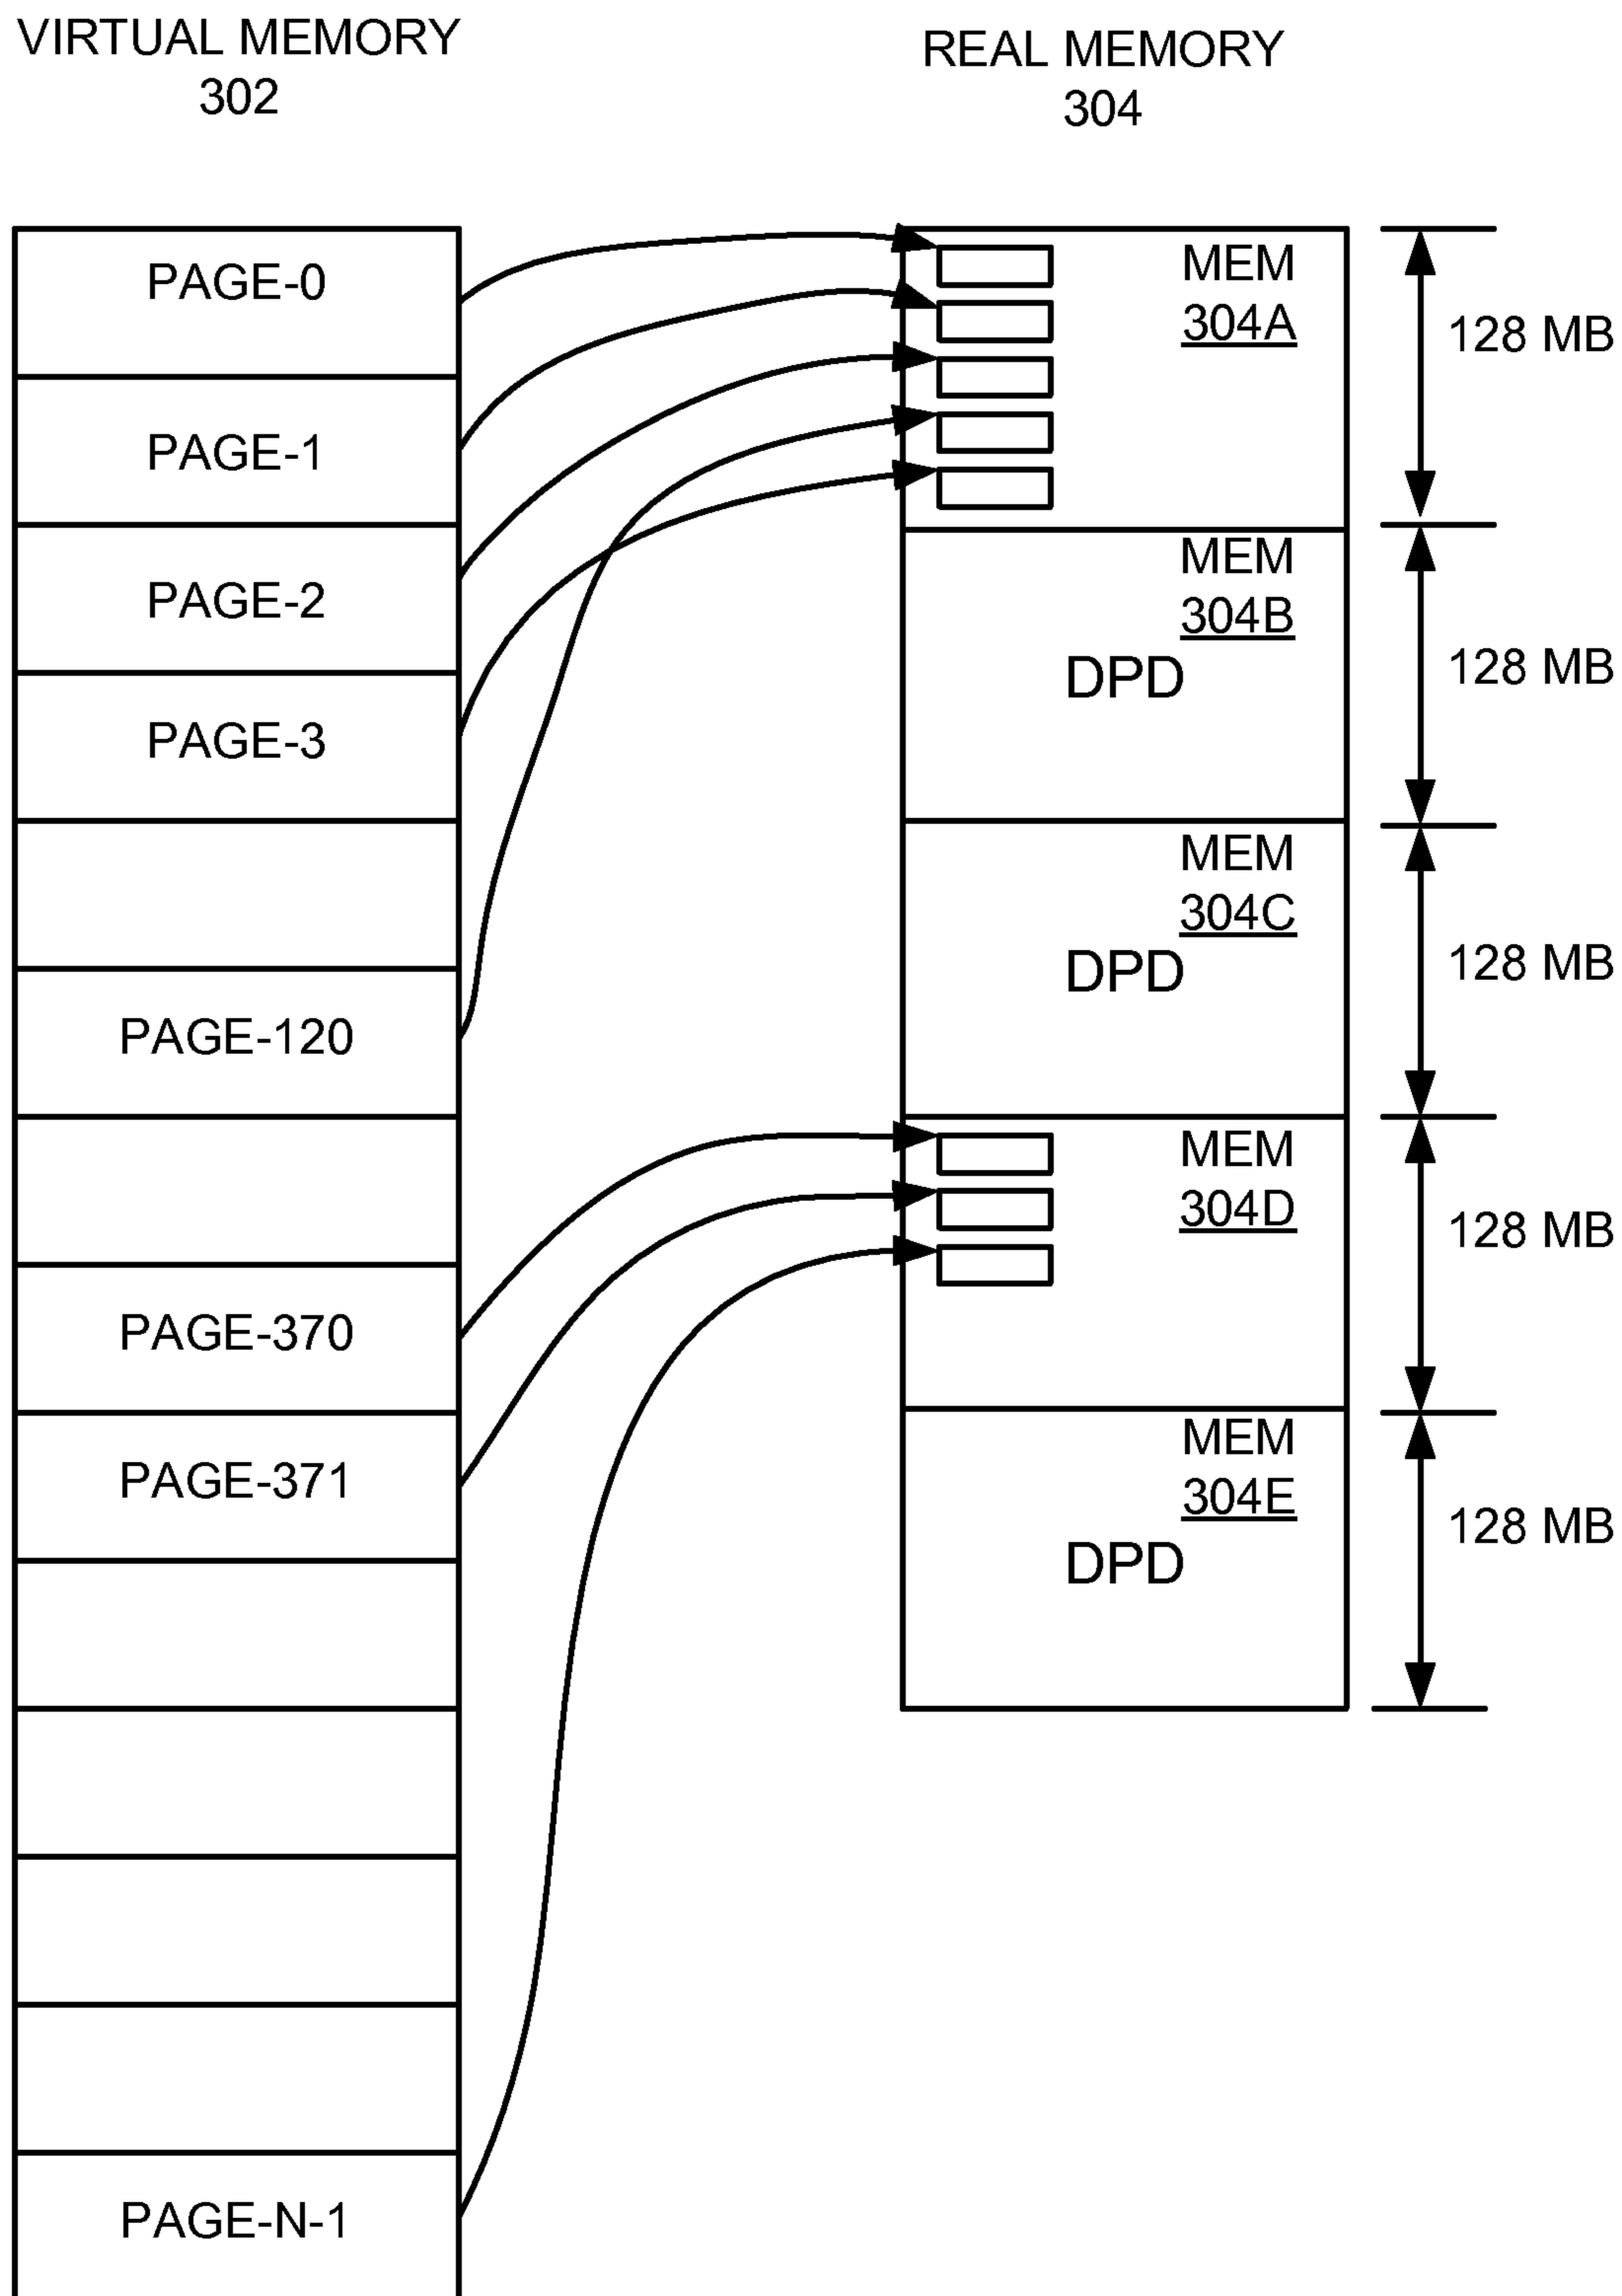 VIRTUAL MEMORY
302
REAL MEMORY
304
PAGE-0
PAGE-1
PAGE-2
PAGE-3
PAGE-120
PAGE-370
PAGE-371
PAGE-N-1
MEM
304A
128 MB
MEM
304B
DPD
128 MB
MEM
304C
DPD
128 MB
MEM
304D
128 MB
MEM
304E
DPD
128 MB